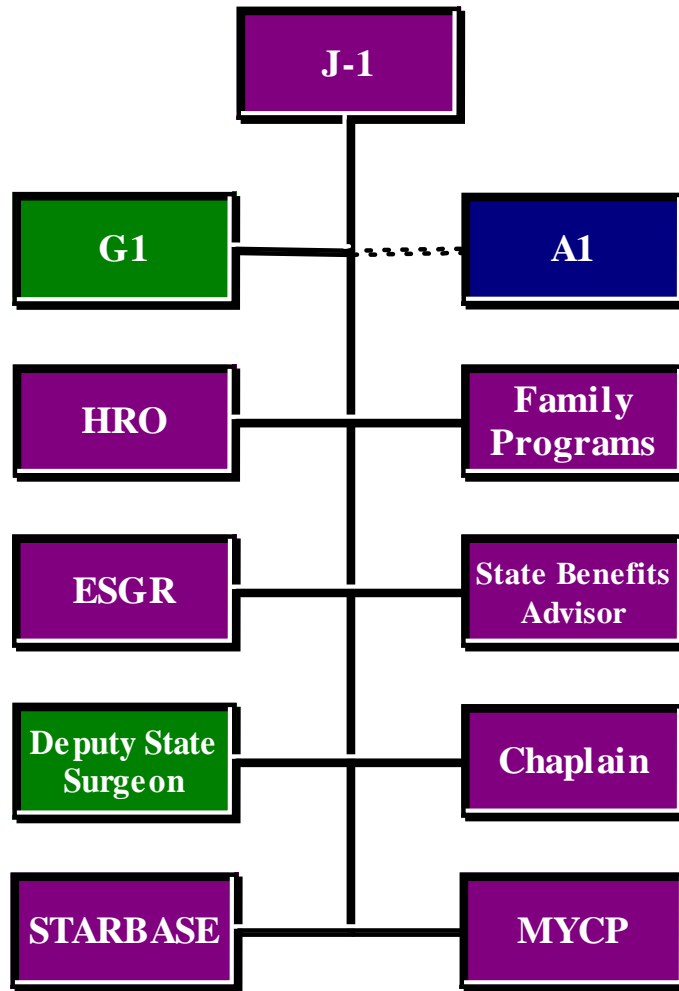 J-1
G1
A1
HRO
Family
Programs
ESGR
State Benefits
Advisor
Deputy State
Surgeon
Chaplain
STARBASE
MYCP